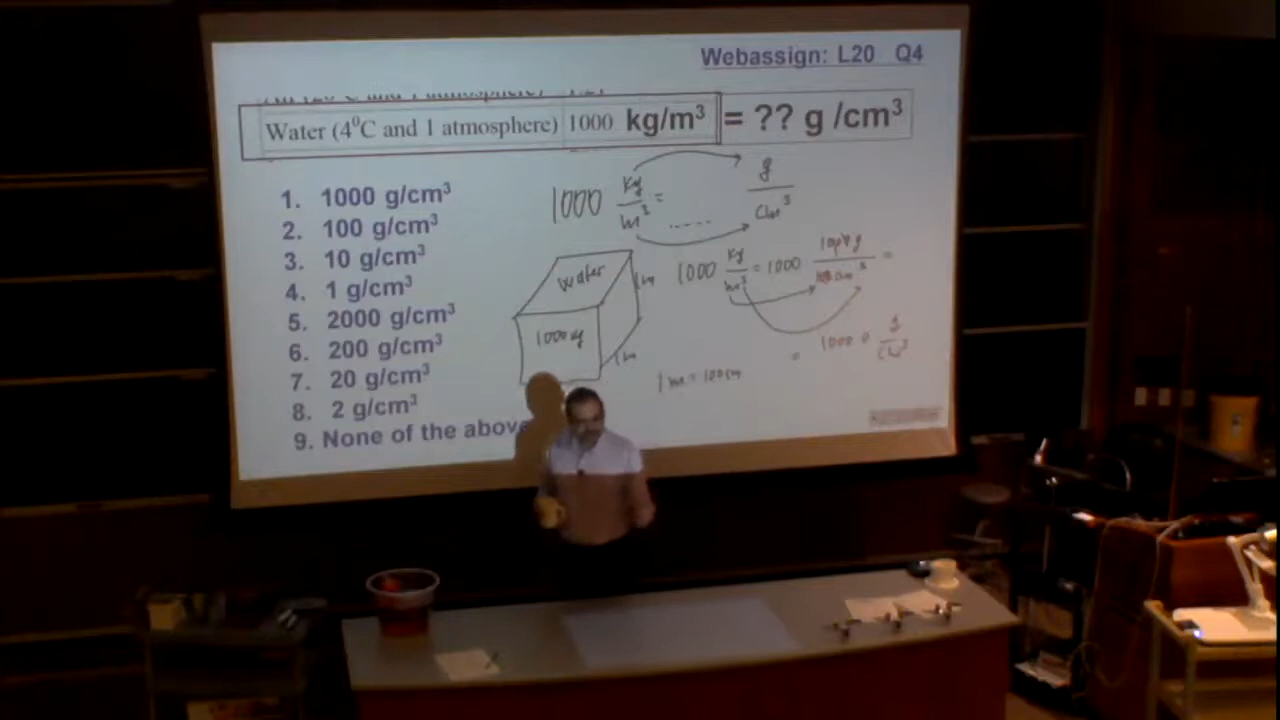 Webassign: L20 Q4
Water (4⁰C and 1 atmosphere) 1000 kg/m³ = ?? g /cm³
1. 1000 g/cm³
2. 100 g/cm³
3. 10 g/cm³
4. 1 g/cm³
5. 2000 g/cm³
6. 200 g/cm³
7. 20 g/cm³
8. 2 g/cm³
9. None of the above
1000 kg/m³ = g/cm³
water
1m
1000 kg
1m
1000 kg/m³ = 1000
1m = 100cm